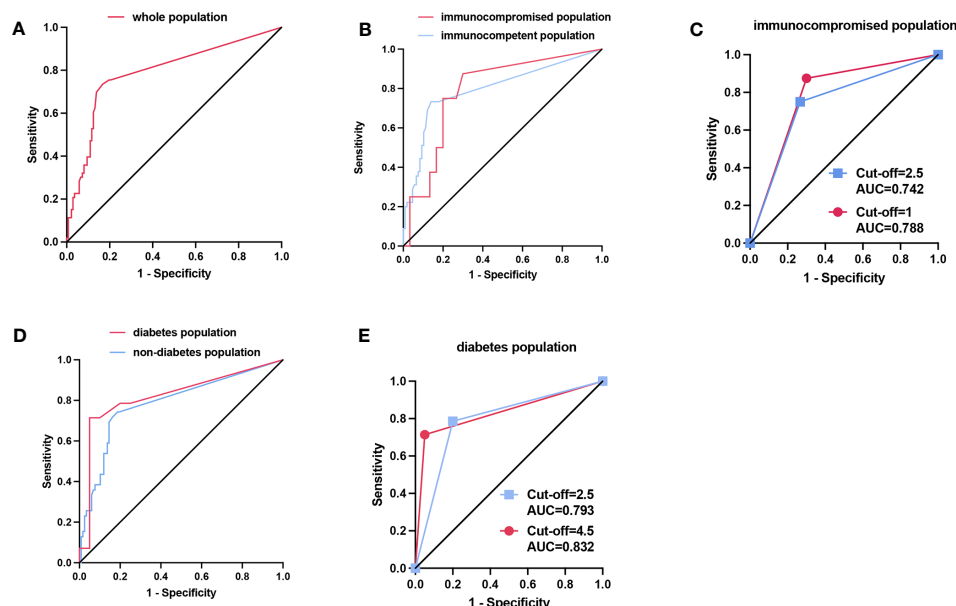 A
whole population
1.0
0.8
0.6
0.4
0.2
0.0
Sensitivity
0.0 0.2 0.4 0.6 0.8 1.0
1 - Specificity
B
immunocompromised population
immunocompetent population
1.0
0.8
0.6
0.4
0.2
0.0
Sensitivity
0.0 0.2 0.4 0.6 0.8 1.0
1 - Specificity
C
immunocompromised population
1.0
0.8
0.6
0.4
0.2
0.0
Sensitivity
Cut-off=2.5
AUC=0.742
Cut-off=1
AUC=0.788
0.0 0.2 0.4 0.6 0.8 1.0
1 - Specificity
D
diabetes population
non-diabetes population
1.0
0.8
0.6
0.4
0.2
0.0
Sensitivity
0.0 0.2 0.4 0.6 0.8 1.0
1 - Specificity
E
diabetes population
1.0
0.8
0.6
0.4
0.2
0.0
Sensitivity
Cut-off=2.5
AUC=0.793
Cut-off=4.5
AUC=0.832
0.0 0.2 0.4 0.6 0.8 1.0
1 - Specificity